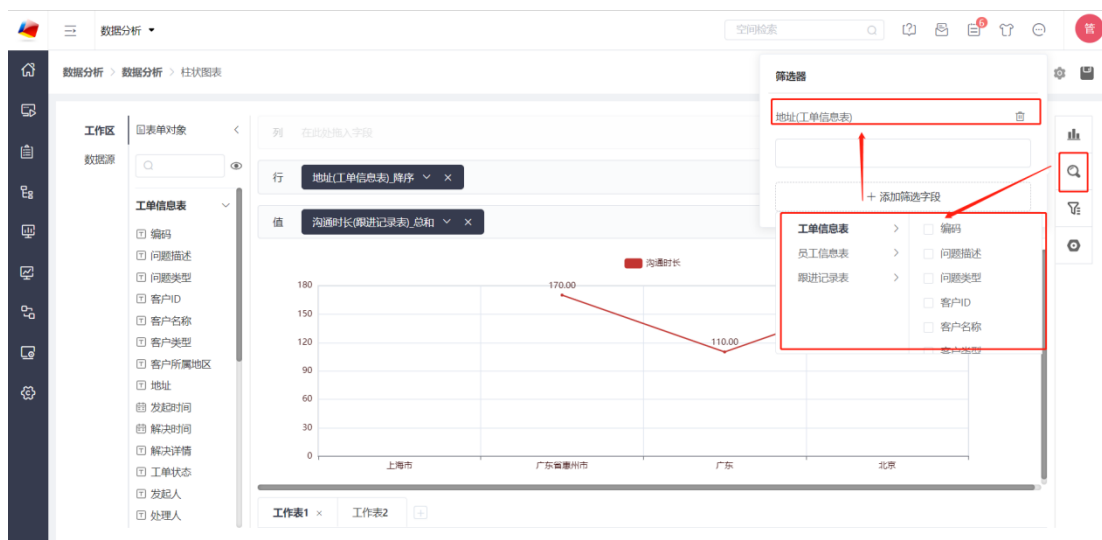 数据分析
空间检索
6
管
数据分析 > 数据分析 > 柱状图表
筛选器
地址(工单信息表)
+ 添加筛选字段
工单信息表 >
员工信息表 >
跟进记录表 >
编码
问题描述
问题类型
客户ID
客户名称
客户类型
工作区
数据源
表单对象
工单信息表
编码
问题描述
问题类型
客户ID
客户名称
客户类型
客户所属地区
地址
发起时间
解决时间
解决详情
工单状态
发起人
处理人
列 在此处拖入字段
行 地址(工单信息表)_降序 ×
值 沟通时长(跟进记录表)_总和 ×
沟通时长
180
150
120
90
60
30
0
170.00
110.00
上海市
广东省惠州市
广东
北京
工作表1 ×
工作表2
+